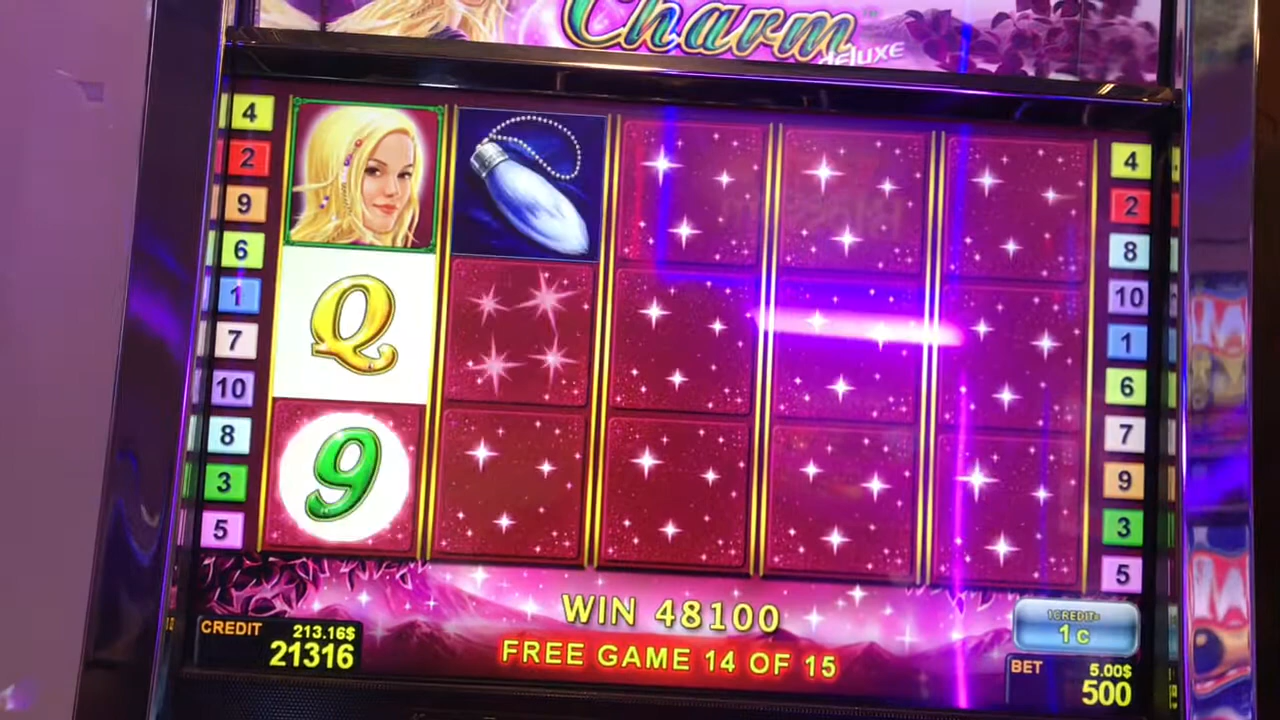 Charm
deluxe
4
2
9
6
1
7
10
8
3
5
Q
9
4
2
8
10
1
6
7
9
3
5
WIN 48100
FREE GAME 14 OF 15
CREDIT 213.16$
21316
1CREDIT=
1 C
BET 5.00$
500